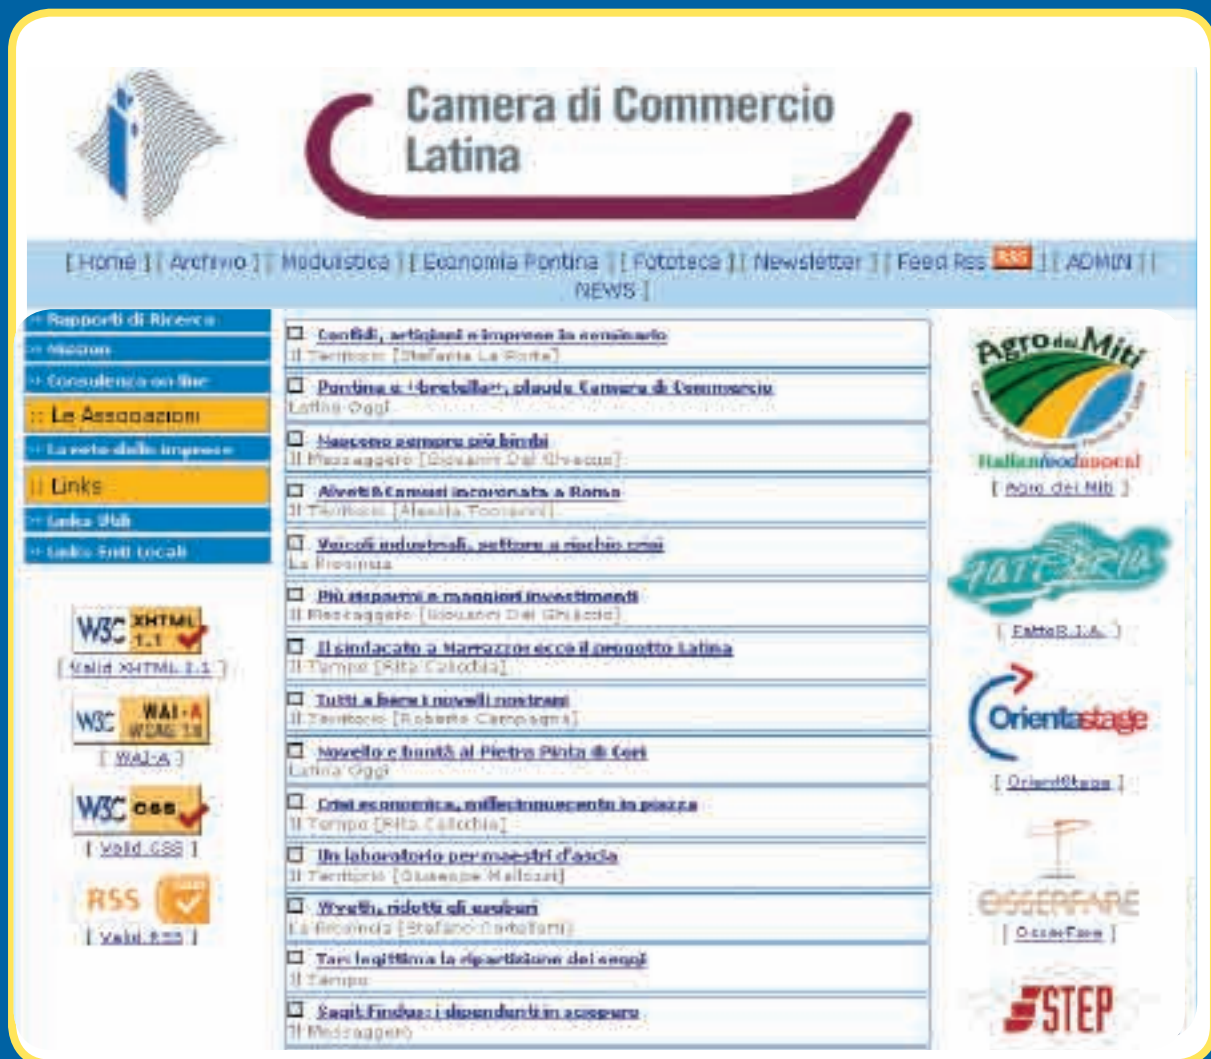 Camera di Commercio
Latina
[ Home ] [ Archivio ] [ Modulistica ] [ Economia Pontina ] [ Fototeca ] [ Newsletter ] [ Feed Rss RSS ] [ ADMIN ] [
NEWS ]
Rapporti di Ricerca
Mission
Consulenza on line
:: Le Associazioni
La rete delle imprese
:: Links
Links Utili
Links Enti Locali
W3C XHTML 1.1
[ Valid XHTML 1.1 ]
W3C WAI-A WCAG 1.0
[ WAI-A ]
W3C CSS
[ Valid CSS ]
RSS
[ Valid RSS ]
Confidi, artigiani e imprese in seminario
Il Territorio [Stefania La Porta]
Pontina e «bretella», plaude Camera di Commercio
Latina Oggi
Nascono sempre più bimbi
Il Messaggero [Giovanni Del Giaccio]
Alveti&Camusi incoronata a Roma
Il Territorio
Veicoli industriali, settore a rischio crisi
La Provincia
Più risparmi e maggiori investimenti
Il Messaggero [Giovanni Del Giaccio]
Il sindacato a Marrazzo: ecco il progetto Latina
Il Tempo [Rita Calicchia]
Tutti a bere i novelli nostrani
Il Territorio [Roberto Campagna]
Novello e bontà al Pietra Pinta di Cori
Latina Oggi
Crisi economica, millecinquecento in piazza
Il Tempo [Rita Calicchia]
Un laboratorio per maestri d'ascia
Il Territorio [Giuseppe Mallozzi]
Wyeth, ridotti gli esuberi
La Provincia [Stefano Cortelletti]
Tar: legittima la ripartizione dei seggi
Il Tempo
Sagit Findus: i dipendenti in sciopero
Il Messaggero
Agro dei Miti
[ Agro dei Miti ]
FATTORIA
[ FattoR.I.A. ]
Orientastage
[ OrientStage ]
OSSERFARE
[ OsserFare ]
STEP